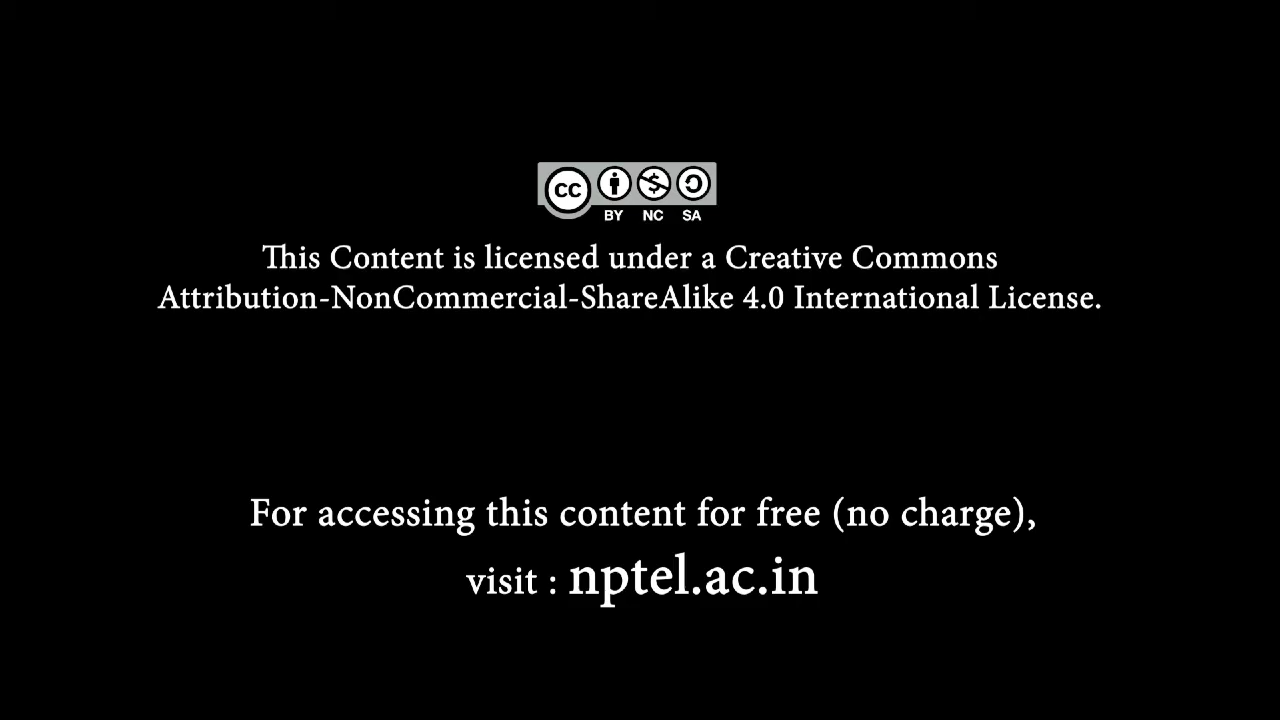 cc
BY NC SA
This Content is licensed under a Creative Commons
Attribution-NonCommercial-ShareAlike 4.0 International License.
For accessing this content for free (no charge),
visit : nptel.ac.in